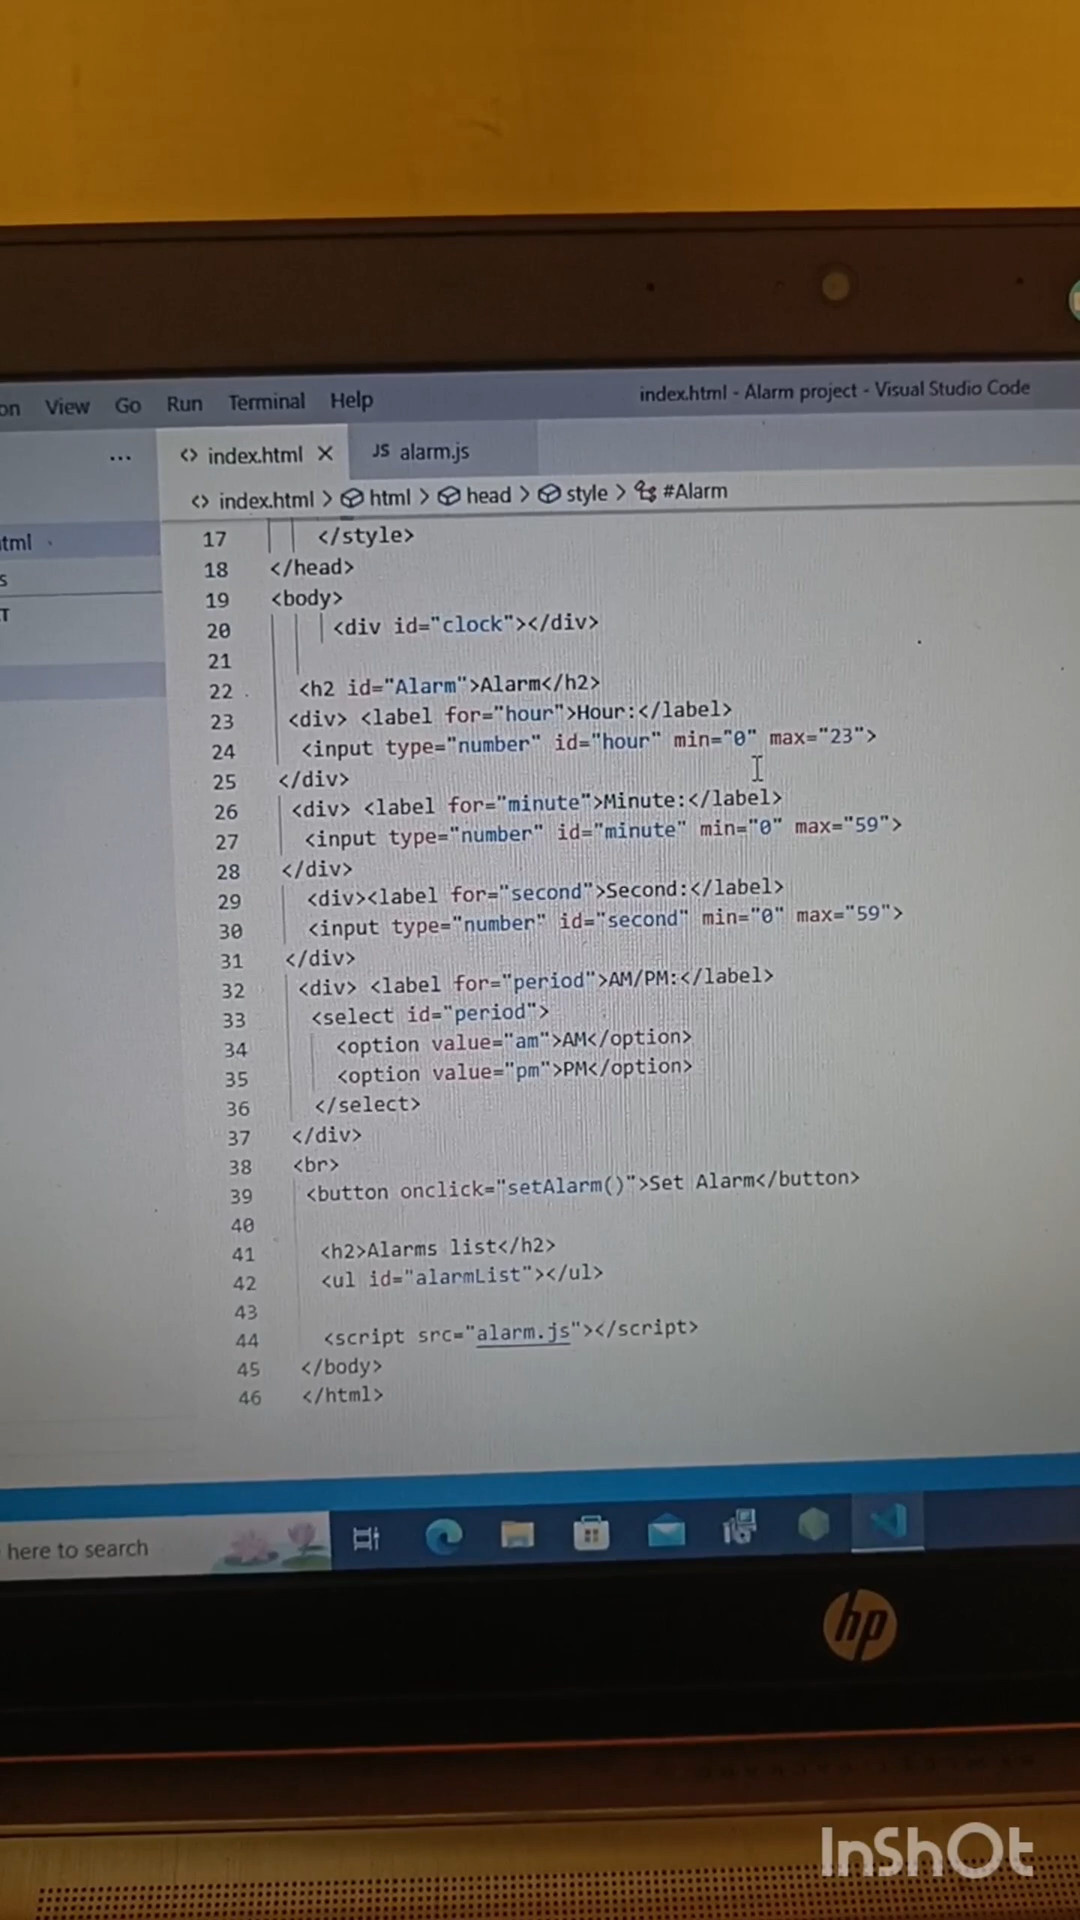 on View Go Run Terminal Help index.html - Alarm project - Visual Studio Code
... <> index.html X JS alarm.js
<> index.html > html > head > style > #Alarm
17 </style>
18 </head>
19 <body>
20 <div id="clock"></div>
21
22 <h2 id="Alarm">Alarm</h2>
23 <div> <label for="hour">Hour:</label>
24 <input type="number" id="hour" min="0" max="23">
25 </div>
26 <div> <label for="minute">Minute:</label>
27 <input type="number" id="minute" min="0" max="59">
28 </div>
29 <div><label for="second">Second:</label>
30 <input type="number" id="second" min="0" max="59">
31 </div>
32 <div> <label for="period">AM/PM:</label>
33 <select id="period">
34 <option value="am">AM</option>
35 <option value="pm">PM</option>
36 </select>
37 </div>
38 <br>
39 <button onclick="setAlarm()">Set Alarm</button>
40
41 <h2>Alarms list</h2>
42 <ul id="alarmList"></ul>
43
44 <script src="alarm.js"></script>
45 </body>
46 </html>
tml
S
T
here to search
hp
InShOt